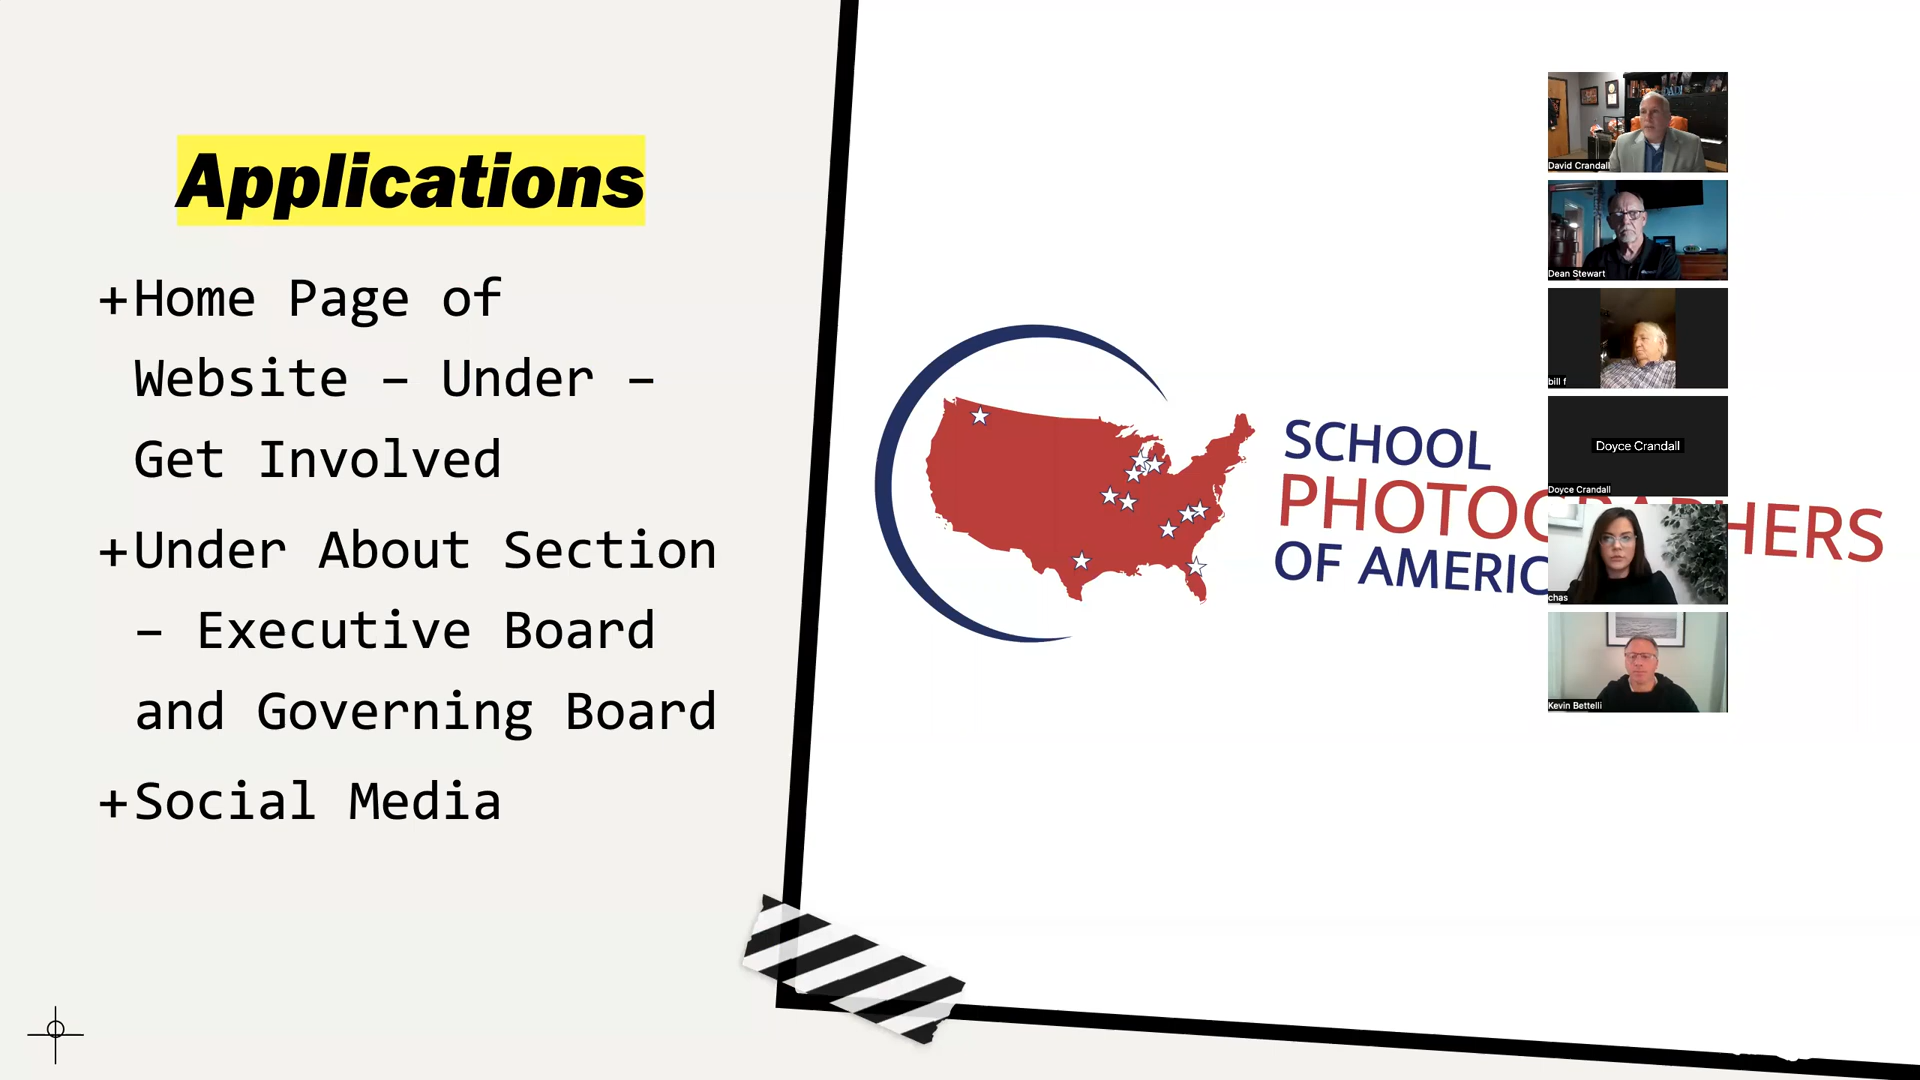 Applications
+Home Page of
Website – Under –
Get Involved
+Under About Section
– Executive Board
and Governing Board
+Social Media
SCHOOL
PHOTOGRAPHERS
OF AMERIC
David Crandall
Dean Stewart
bill f
Doyce Crandall
Doyce Crandall
chas
Kevin Bettelli